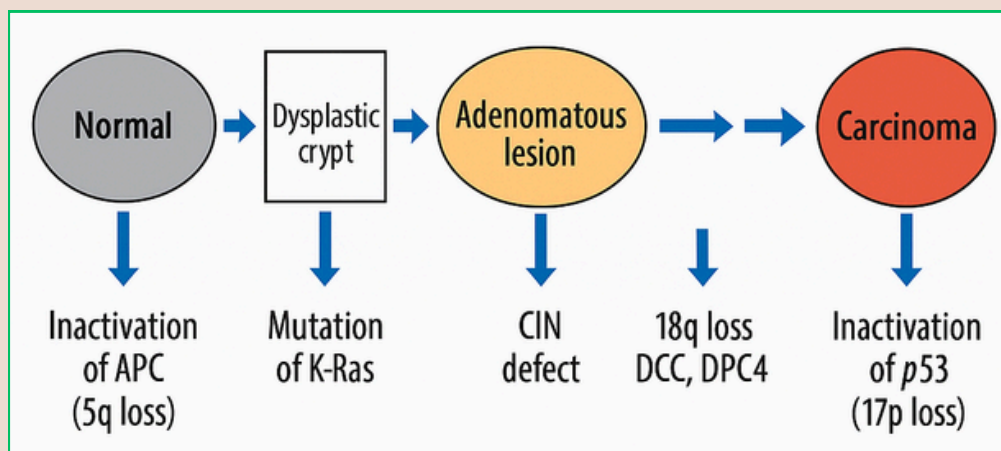 Normal
Dysplastic
crypt
Adenomatous
lesion
Carcinoma
Inactivation
of APC
(5q loss)
Mutation
of K-Ras
CIN
defect
18q loss
DCC, DPC4
Inactivation
of p53
(17p loss)